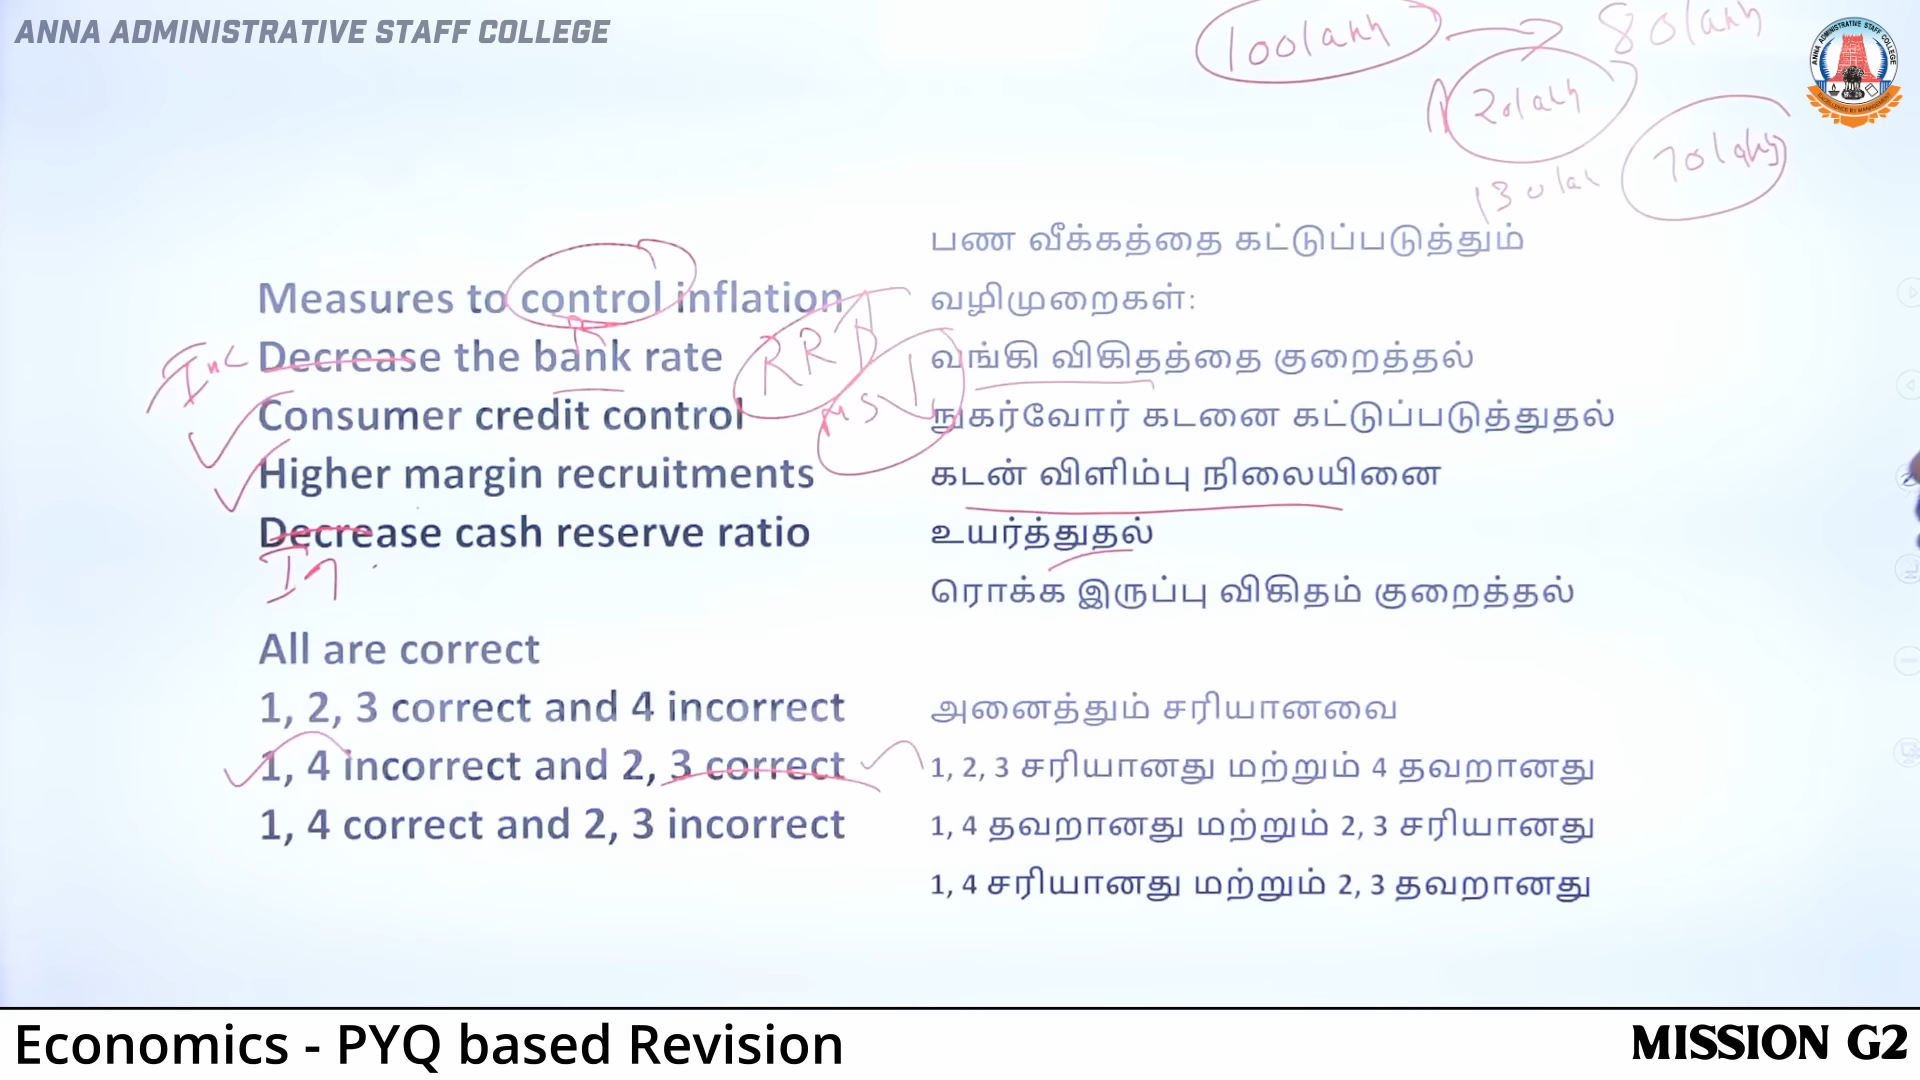 ANNA ADMINISTRATIVE STAFF COLLEGE
100 lakh
80 lakh
20 lakh
70 lakhs
Measures to control inflation
Decrease the bank rate
Consumer credit control
Higher margin recruitments
Decrease cash reserve ratio
Inc
RR
In
All are correct
1, 2, 3 correct and 4 incorrect
1, 4 incorrect and 2, 3 correct
1, 4 correct and 2, 3 incorrect
பண வீக்கத்தை கட்டுப்படுத்தும்
வழிமுறைகள்:
வங்கி விகிதத்தை குறைத்தல்
நுகர்வோர் கடனை கட்டுப்படுத்துதல்
கடன் விளிம்பு நிலையினை
உயர்த்துதல்
ரொக்க இருப்பு விகிதம் குறைத்தல்
அனைத்தும் சரியானவை
1, 2, 3 சரியானது மற்றும் 4 தவறானது
1, 4 தவறானது மற்றும் 2, 3 சரியானது
1, 4 சரியானது மற்றும் 2, 3 தவறானது
Economics - PYQ based Revision
MISSION G2